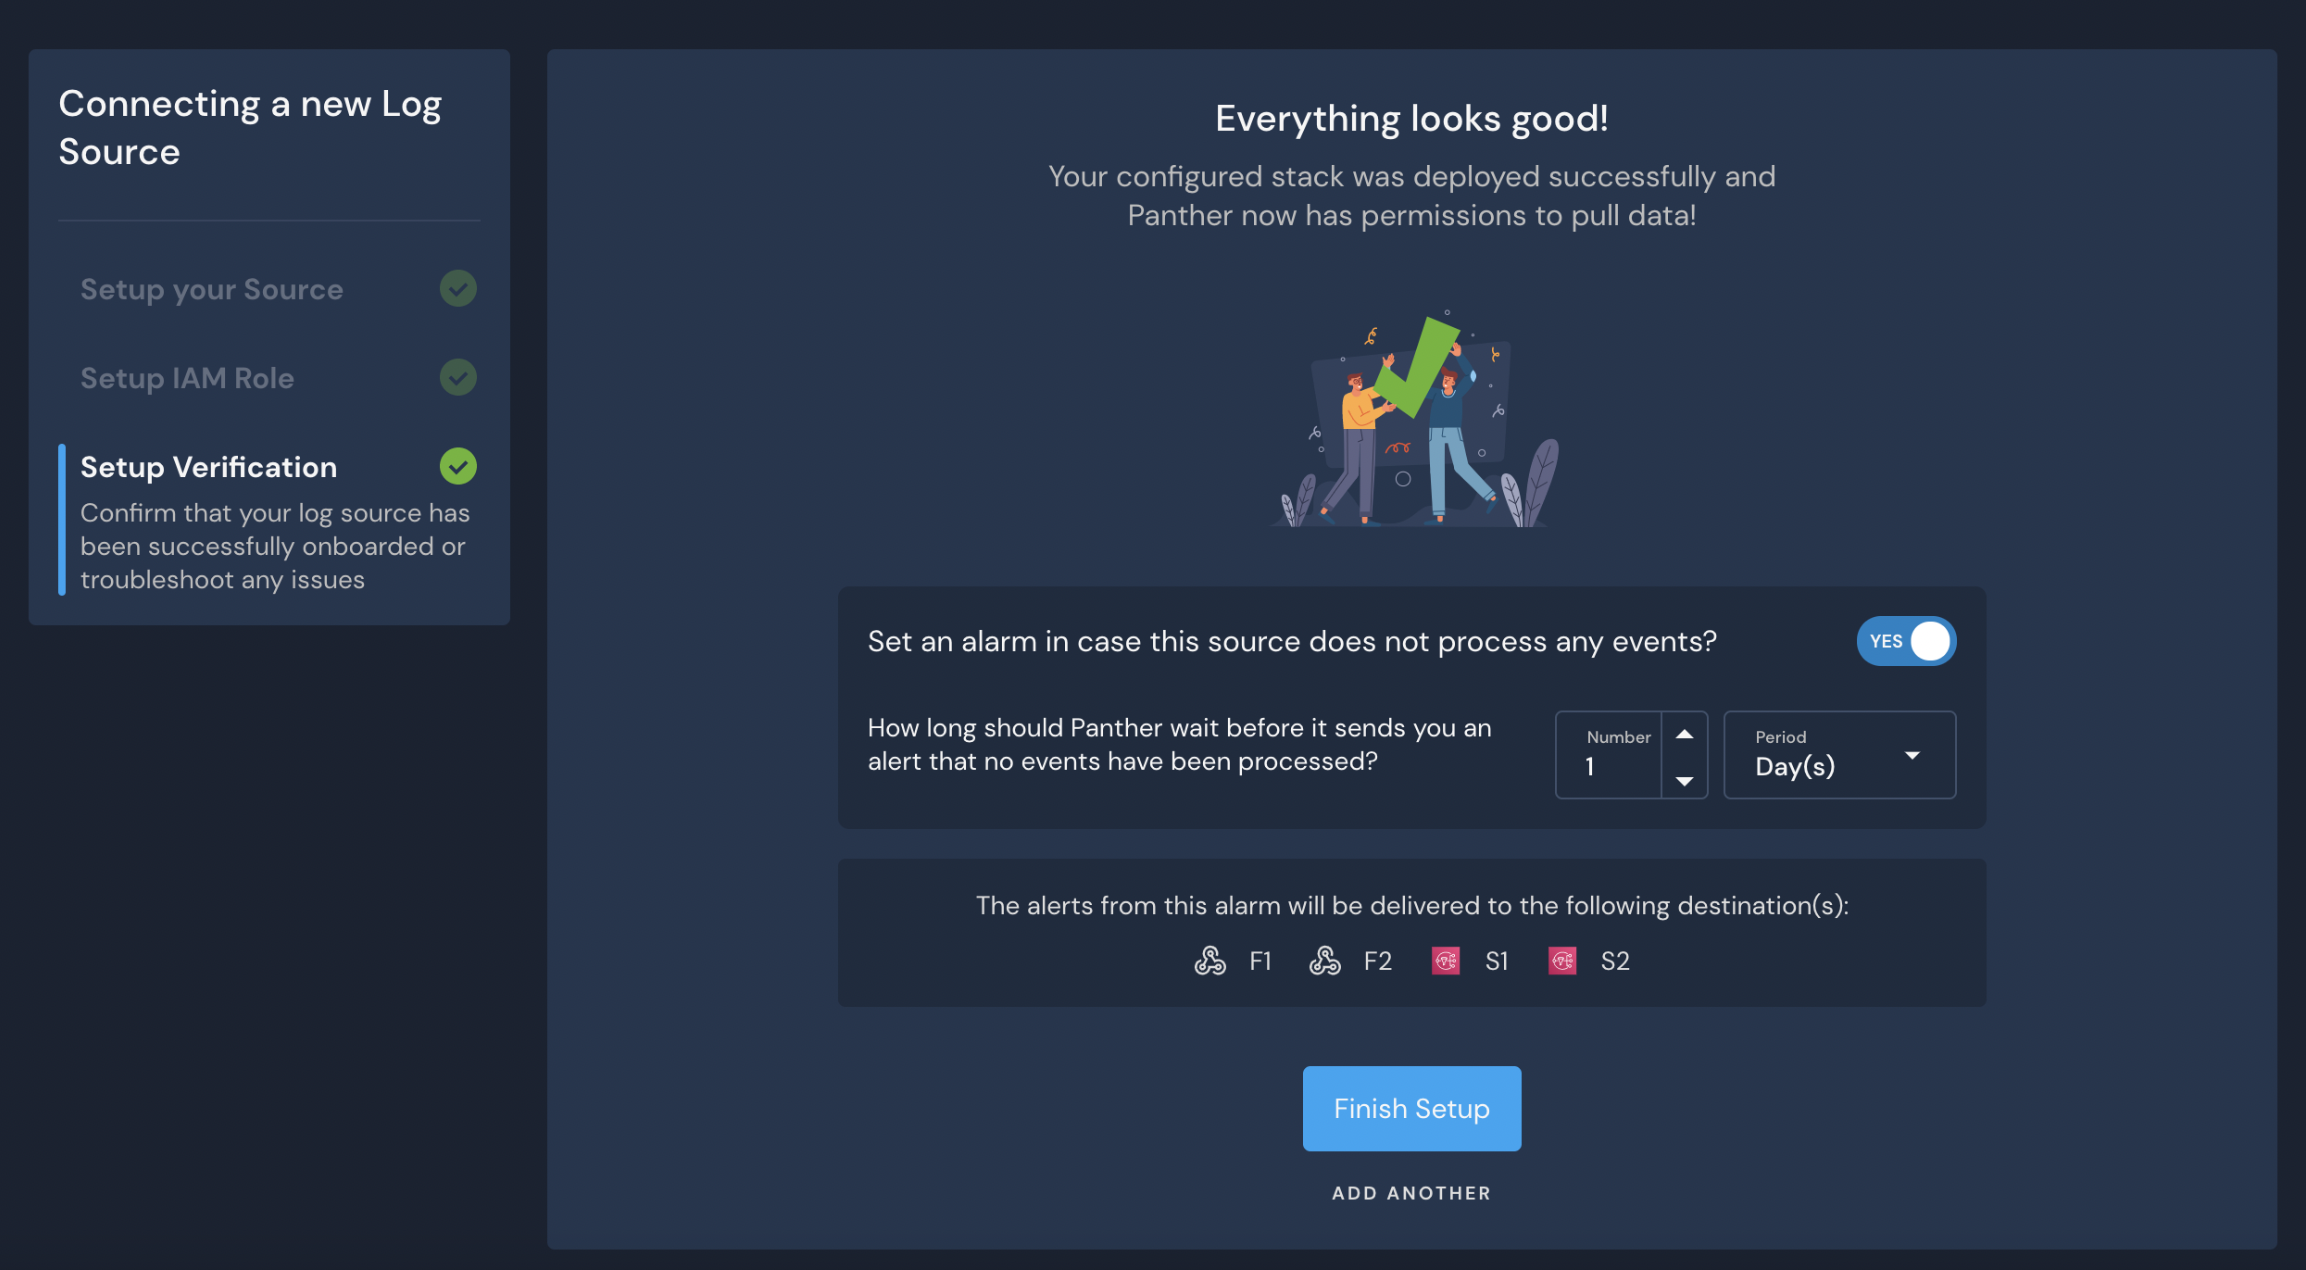 Connecting a new Log
Source
Setup your Source
Setup IAM Role
Setup Verification
Confirm that your log source has
been successfully onboarded or
troubleshoot any issues
Everything looks good!
Your configured stack was deployed successfully and
Panther now has permissions to pull data!
Set an alarm in case this source does not process any events?
YES
How long should Panther wait before it sends you an
alert that no events have been processed?
Number
1
Period
Day(s)
The alerts from this alarm will be delivered to the following destination(s):
F1 F2 S1 S2
Finish Setup
ADD ANOTHER